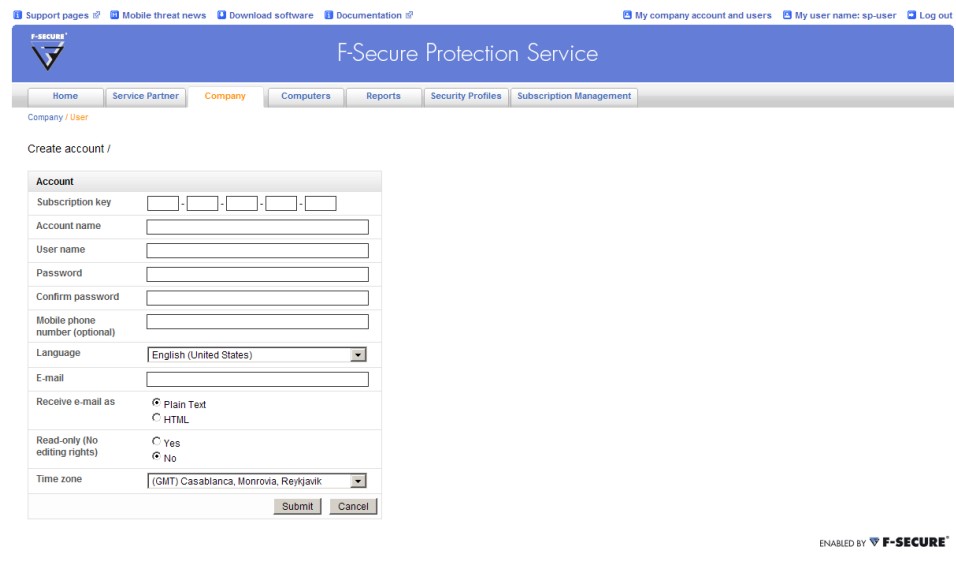 Support pages Mobile threat news Download software Documentation My company account and users My user name: sp-user Log out
F-SECURE
F-Secure Protection Service
Home Service Partner Company Computers Reports Security Profiles Subscription Management
Company / User
Create account /
Account
Subscription key - - - -
Account name
User name
Password
Confirm password
Mobile phone
number (optional)
Language English (United States)
E-mail
Receive e-mail as Plain Text
HTML
Read-only (No
editing rights) Yes
No
Time zone (GMT) Casablanca, Monrovia, Reykjavik
Submit Cancel
ENABLED BY F-SECURE